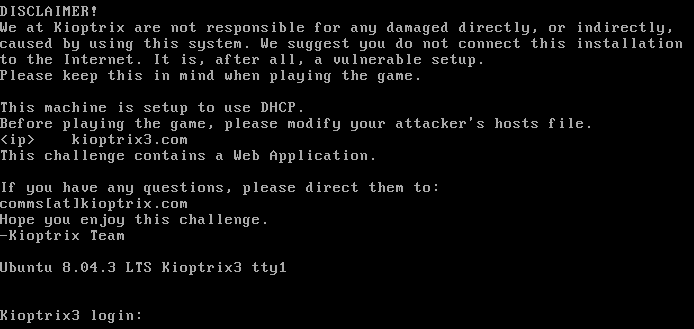 DISCLAIMER!
We at Kioptrix are not responsible for any damaged directly, or indirectly,
caused by using this system. We suggest you do not connect this installation
to the Internet. It is, after all, a vulnerable setup.
Please keep this in mind when playing the game.
This machine is setup to use DHCP.
Before playing the game, please modify your attacker's hosts file.
<ip>    kioptrix3.com
This challenge contains a Web Application.
If you have any questions, please direct them to:
comms[at]kioptrix.com
Hope you enjoy this challenge.
-Kioptrix Team
Ubuntu 8.04.3 LTS Kioptrix3 tty1
Kioptrix3 login: